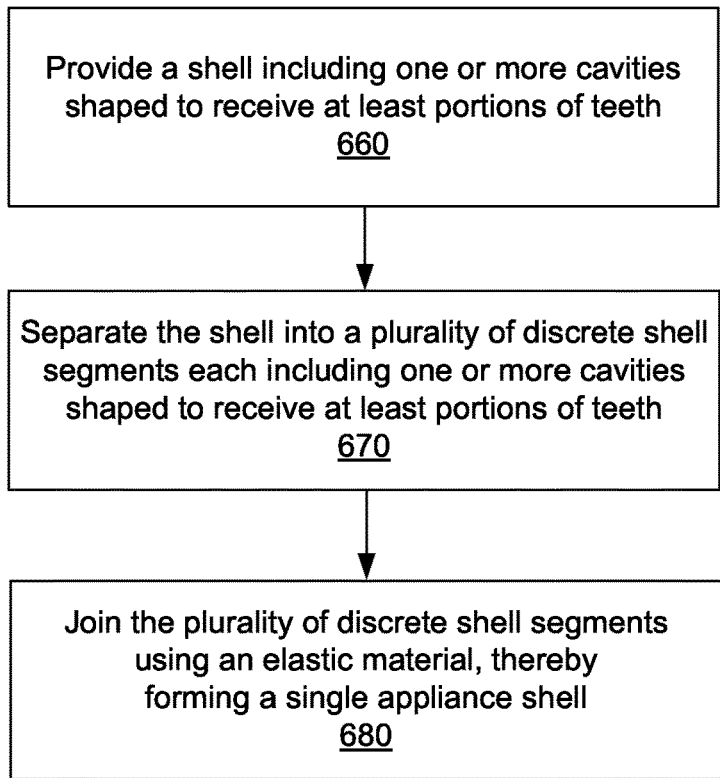 Provide a shell including one or more cavities
shaped to receive at least portions of teeth
660
Separate the shell into a plurality of discrete shell
segments each including one or more cavities
shaped to receive at least portions of teeth
670
Join the plurality of discrete shell segments
using an elastic material, thereby
forming a single appliance shell
680